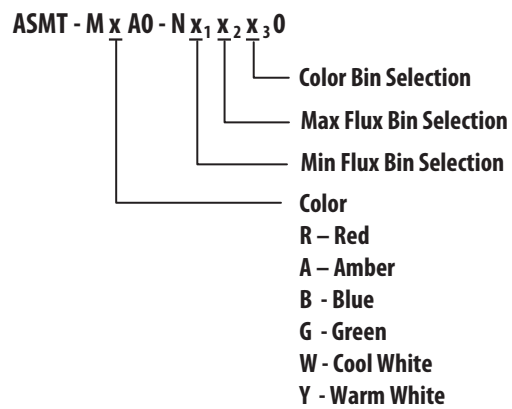 ASMT - M x A0 - N x₁ x₂ x₃ 0
Color Bin Selection
Max Flux Bin Selection
Min Flux Bin Selection
Color
R – Red
A – Amber
B - Blue
G - Green
W - Cool White
Y - Warm White